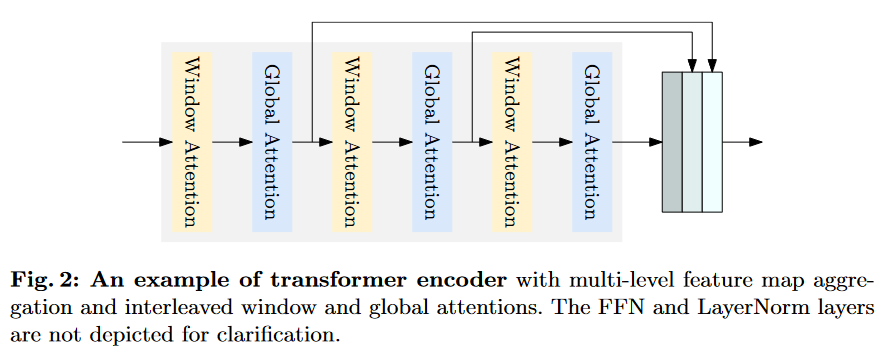 Window Attention
Global Attention
Window Attention
Global Attention
Window Attention
Global Attention
Fig. 2: An example of transformer encoder with multi-level feature map aggre-
gation and interleaved window and global attentions. The FFN and LayerNorm layers
are not depicted for clarification.